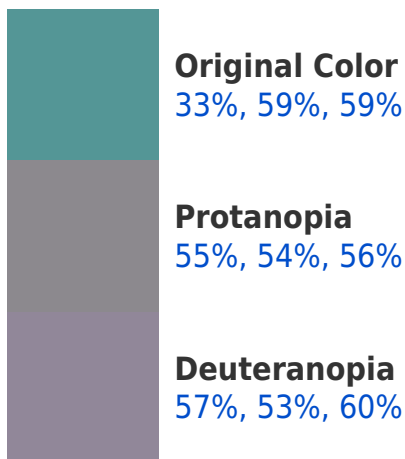 Original Color
33%, 59%, 59%
Protanopia
55%, 54%, 56%
Deuteranopia
57%, 53%, 60%